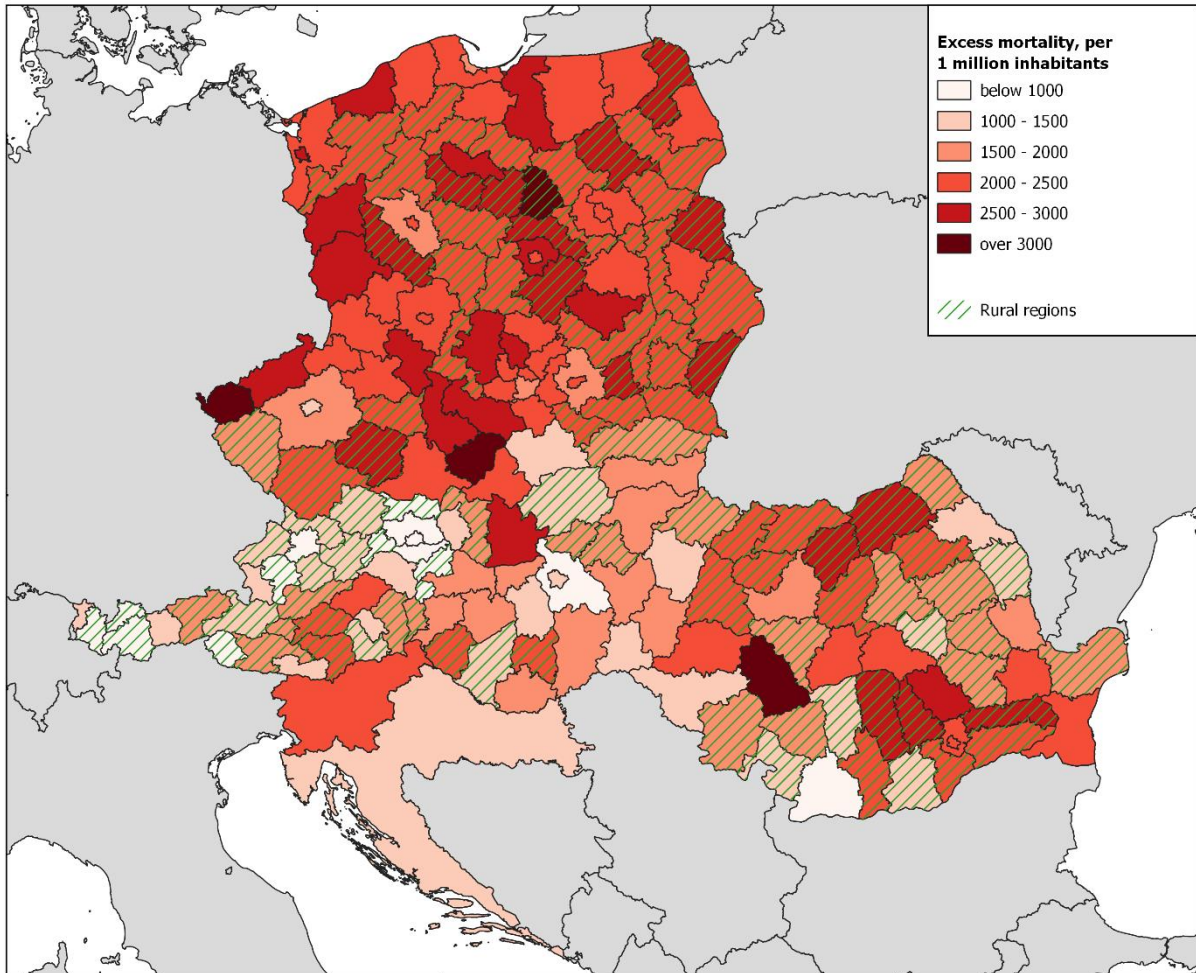 Excess mortality, per
1 million inhabitants
below 1000
1000 - 1500
1500 - 2000
2000 - 2500
2500 - 3000
over 3000
Rural regions